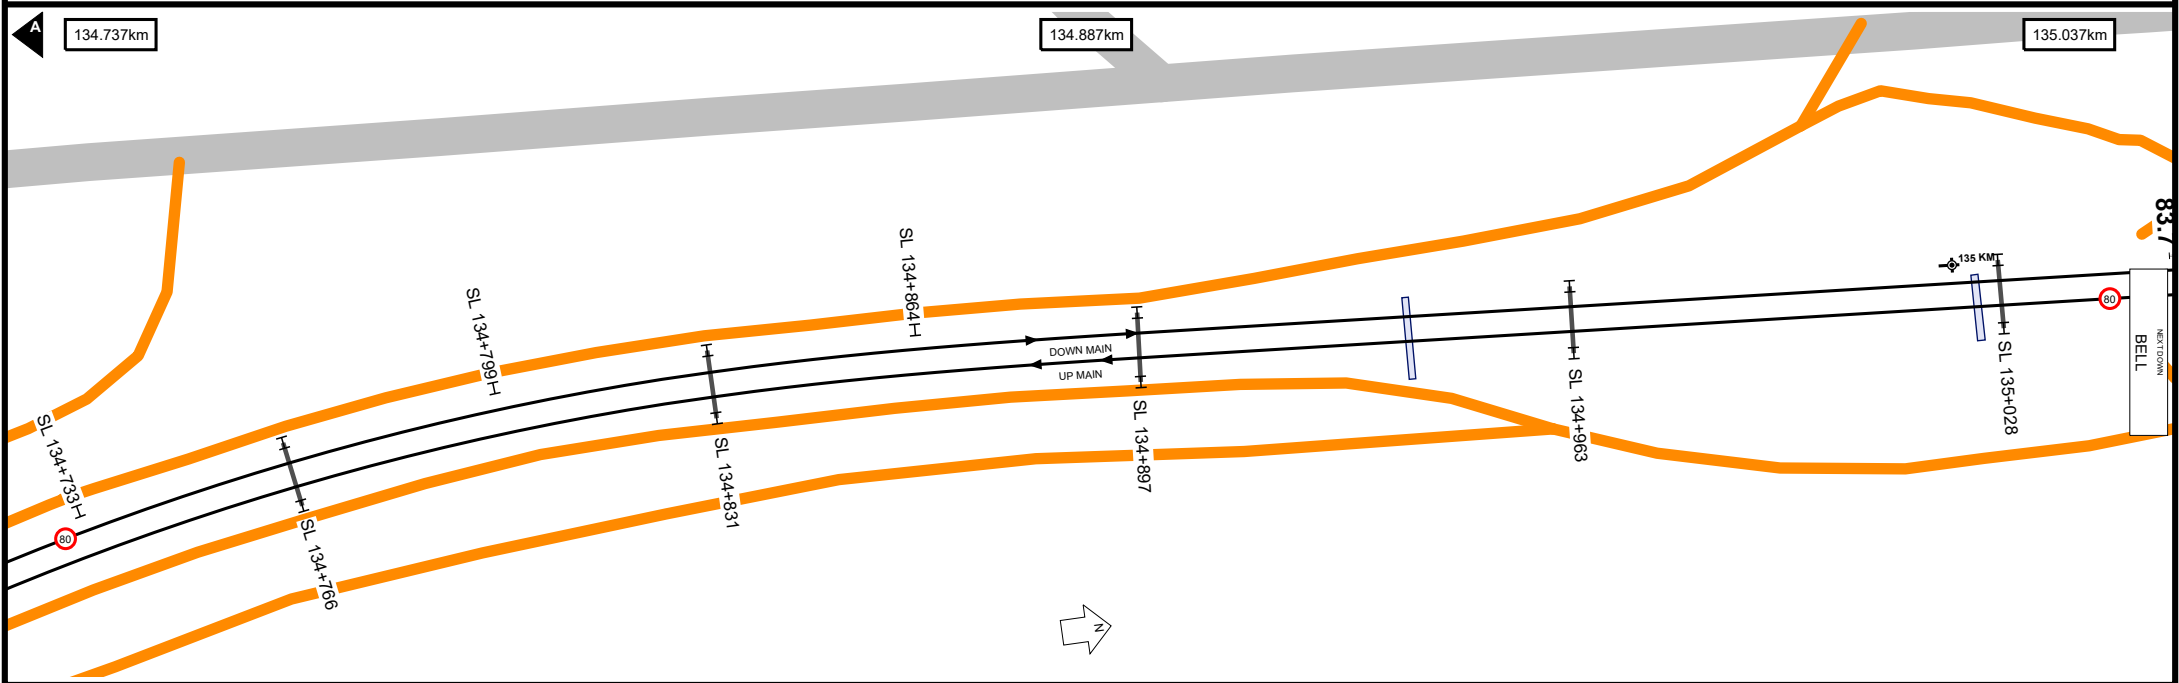 A
134.737km
134.887km
135.037km
SL 134+733
SL 134+766
SL 134+799
SL 134+831
SL 134+864
SL 134+897
SL 134+963
SL 135+028
135 KM
DOWN MAIN
UP MAIN
80
80
83.7
BELL
NEXT DOWN
N